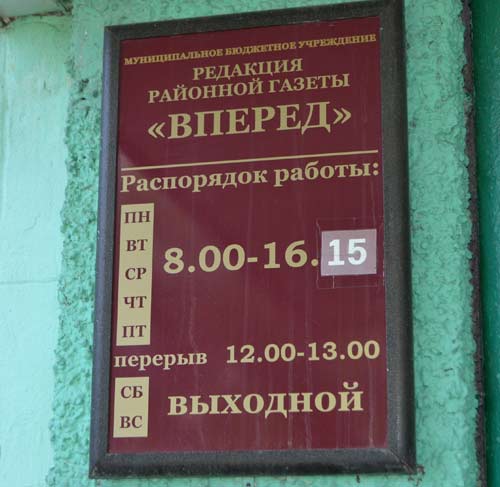 МУНИЦИПАЛЬНОЕ БЮДЖЕТНОЕ УЧРЕЖДЕНИЕ
РЕДАКЦИЯ
РАЙОННОЙ ГАЗЕТЫ
«ВПЕРЕД»
Распорядок работы:
ПН
ВТ
СР
ЧТ
ПТ
8.00-16.15
перерыв 12.00-13.00
СБ
ВС
ВЫХОДНОЙ